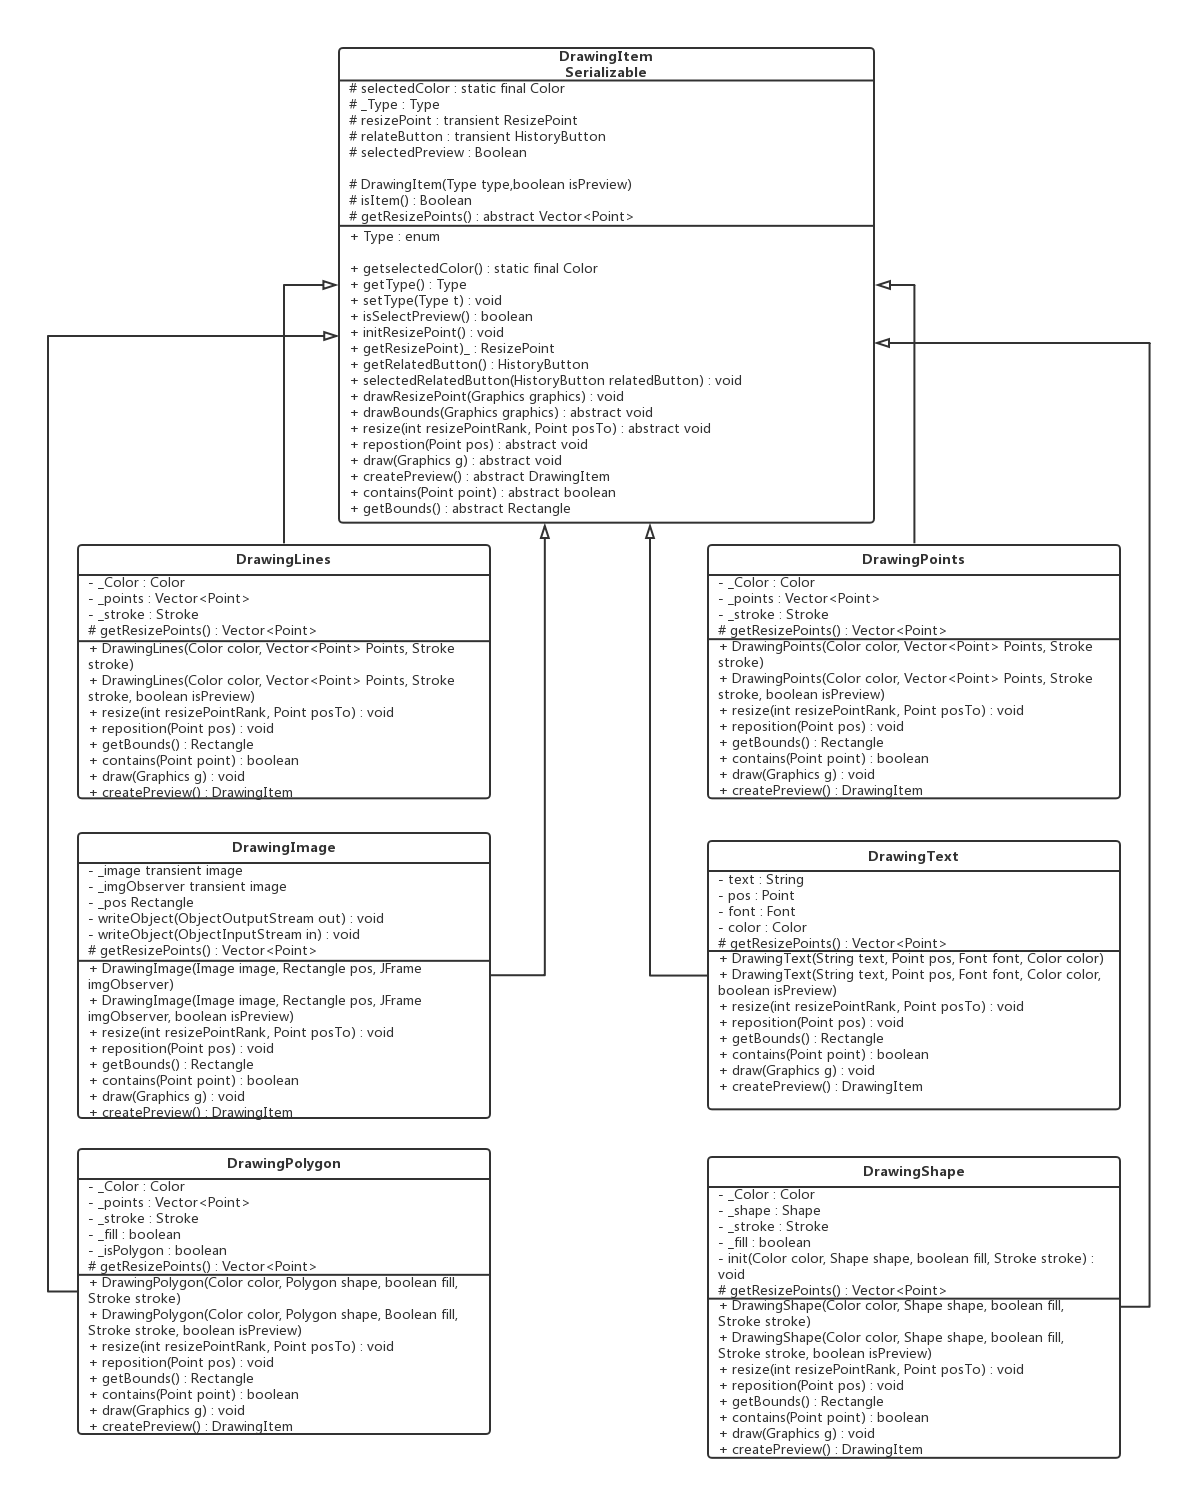 DrawingItem
Serializable
# selectedColor : static final Color
# _Type : Type
# resizePoint : transient ResizePoint
# relateButton : transient HistoryButton
# selectedPreview : Boolean
# DrawingItem(Type type,boolean isPreview)
# isItem() : Boolean
# getResizePoints() : abstract Vector<Point>
+ Type : enum
+ getselectedColor() : static final Color
+ getType() : Type
+ setType(Type t) : void
+ isSelectPreview() : boolean
+ initResizePoint() : void
+ getResizePoint)_ : ResizePoint
+ getRelatedButton() : HistoryButton
+ selectedRelatedButton(HistoryButton relatedButton) : void
+ drawResizePoint(Graphics graphics) : void
+ drawBounds(Graphics graphics) : abstract void
+ resize(int resizePointRank, Point posTo) : abstract void
+ repostion(Point pos) : abstract void
+ draw(Graphics g) : abstract void
+ createPreview() : abstract DrawingItem
+ contains(Point point) : abstract boolean
+ getBounds() : abstract Rectangle
DrawingLines
- _Color : Color
- _points : Vector<Point>
- _stroke : Stroke
# getResizePoints() : Vector<Point>
+ DrawingLines(Color color, Vector<Point> Points, Stroke
stroke)
+ DrawingLines(Color color, Vector<Point> Points, Stroke
stroke, boolean isPreview)
+ resize(int resizePointRank, Point posTo) : void
+ reposition(Point pos) : void
+ getBounds() : Rectangle
+ contains(Point point) : boolean
+ draw(Graphics g) : void
+ createPreview() : DrawingItem
DrawingPoints
- _Color : Color
- _points : Vector<Point>
- _stroke : Stroke
# getResizePoints() : Vector<Point>
+ DrawingPoints(Color color, Vector<Point> Points, Stroke
stroke)
+ DrawingPoints(Color color, Vector<Point> Points, Stroke
stroke, boolean isPreview)
+ resize(int resizePointRank, Point posTo) : void
+ reposition(Point pos) : void
+ getBounds() : Rectangle
+ contains(Point point) : boolean
+ draw(Graphics g) : void
+ createPreview() : DrawingItem
DrawingImage
- _image transient image
- _imgObserver transient image
- _pos Rectangle
- writeObject(ObjectOutputStream out) : void
- writeObject(ObjectInputStream in) : void
# getResizePoints() : Vector<Point>
+ DrawingImage(Image image, Rectangle pos, JFrame
imgObserver)
+ DrawingImage(Image image, Rectangle pos, JFrame
imgObserver, boolean isPreview)
+ resize(int resizePointRank, Point posTo) : void
+ reposition(Point pos) : void
+ getBounds() : Rectangle
+ contains(Point point) : boolean
+ draw(Graphics g) : void
+ createPreview() : DrawingItem
DrawingText
- text : String
- pos : Point
- font : Font
- color : Color
# getResizePoints() : Vector<Point>
+ DrawingText(String text, Point pos, Font font, Color color)
+ DrawingText(String text, Point pos, Font font, Color color,
boolean isPreview)
+ resize(int resizePointRank, Point posTo) : void
+ reposition(Point pos) : void
+ getBounds() : Rectangle
+ contains(Point point) : boolean
+ draw(Graphics g) : void
+ createPreview() : DrawingItem
DrawingPolygon
- _Color : Color
- _points : Vector<Point>
- _stroke : Stroke
- _fill : boolean
- _isPolygon : boolean
# getResizePoints() : Vector<Point>
+ DrawingPolygon(Color color, Polygon shape, boolean fill,
Stroke stroke)
+ DrawingPolygon(Color color, Polygon shape, Boolean fill,
Stroke stroke, boolean isPreview)
+ resize(int resizePointRank, Point posTo) : void
+ reposition(Point pos) : void
+ getBounds() : Rectangle
+ contains(Point point) : boolean
+ draw(Graphics g) : void
+ createPreview() : DrawingItem
DrawingShape
- _Color : Color
- _shape : Shape
- _stroke : Stroke
- _fill : boolean
- init(Color color, Shape shape, boolean fill, Stroke stroke) :
void
# getResizePoints() : Vector<Point>
+ DrawingShape(Color color, Shape shape, boolean fill,
Stroke stroke)
+ DrawingShape(Color color, Shape shape, boolean fill,
Stroke stroke, boolean isPreview)
+ resize(int resizePointRank, Point posTo) : void
+ reposition(Point pos) : void
+ getBounds() : Rectangle
+ contains(Point point) : boolean
+ draw(Graphics g) : void
+ createPreview() : DrawingItem